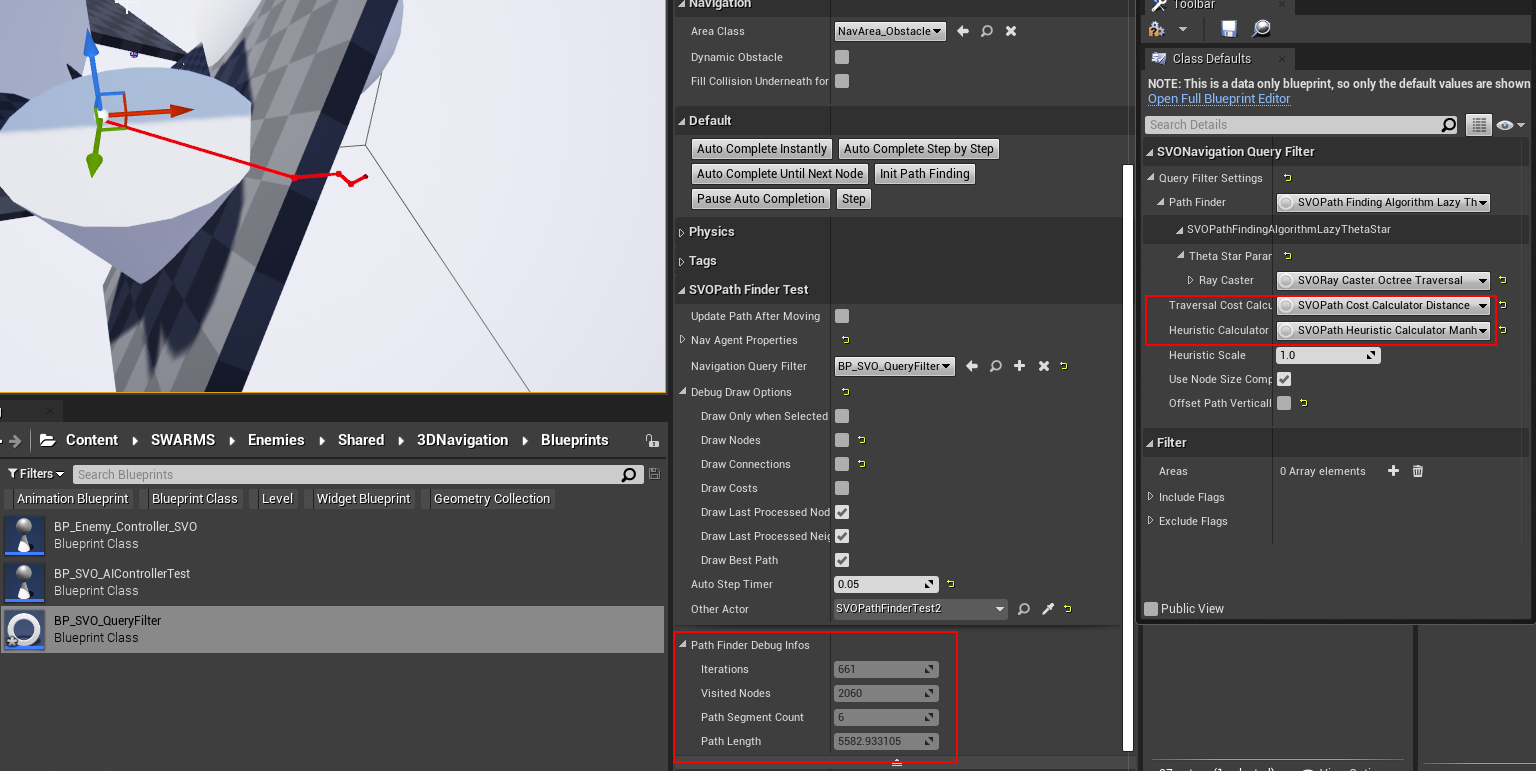 Navigation
Area Class
NavArea_Obstacle
Dynamic Obstacle
Fill Collision Underneath for
Default
Auto Complete Instantly
Auto Complete Step by Step
Auto Complete Until Next Node
Init Path Finding
Pause Auto Completion
Step
Physics
Tags
SVOPath Finder Test
Update Path After Moving
Nav Agent Properties
Navigation Query Filter
BP_SVO_QueryFilter
Debug Draw Options
Draw Only when Selected
Draw Nodes
Draw Connections
Draw Costs
Draw Last Processed Nod
Draw Last Processed Neig
Draw Best Path
Auto Step Timer
0.05
Other Actor
SVOPathFinderTest2
Path Finder Debug Infos
Iterations
661
Visited Nodes
2060
Path Segment Count
6
Path Length
5582.933105
Toolbar
Class Defaults
NOTE: This is a data only blueprint, so only the default values are shown
Open Full Blueprint Editor
Search Details
SVONavigation Query Filter
Query Filter Settings
Path Finder
SVOPath Finding Algorithm Lazy Th
SVOPathFindingAlgorithmLazyThetaStar
Theta Star Parar
Ray Caster
SVORay Caster Octree Traversal
Traversal Cost Calcu
SVOPath Cost Calculator Distance
Heuristic Calculator
SVOPath Heuristic Calculator Manh
Heuristic Scale
1.0
Use Node Size Comp
Offset Path Verticall
Filter
Areas
0 Array elements
Include Flags
Exclude Flags
Public View
Content
SWARMS
Enemies
Shared
3DNavigation
Blueprints
Filters
Search Blueprints
Animation Blueprint
Blueprint Class
Level
Widget Blueprint
Geometry Collection
BP_Enemy_Controller_SVO
Blueprint Class
BP_SVO_AIControllerTest
Blueprint Class
BP_SVO_QueryFilter
Blueprint Class